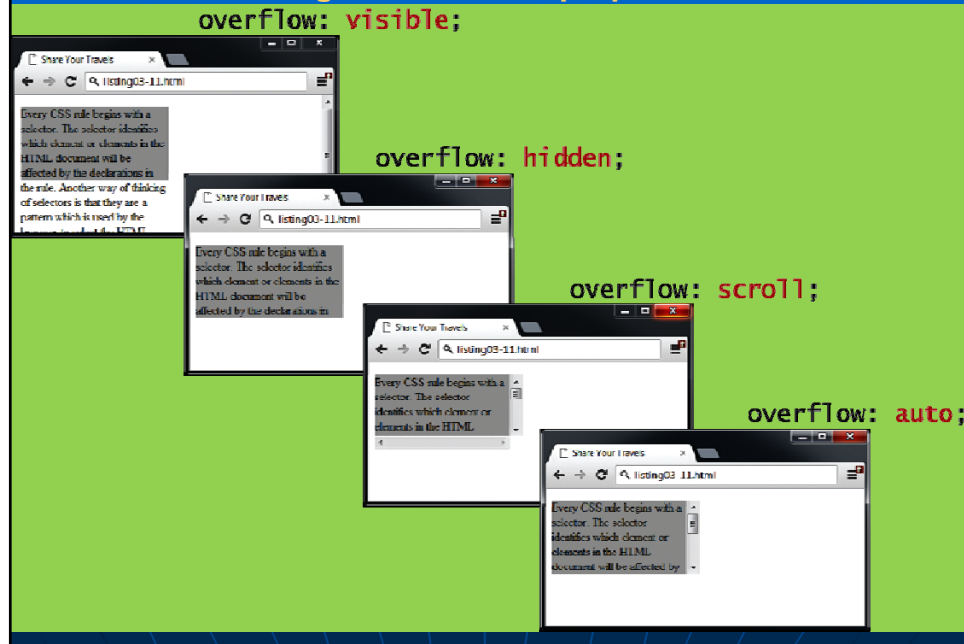 overflow: visible;
Share Your Travels
listing03-11.html
Every CSS rule begins with a
selector. The selector identifies
which element or elements in the
HTML document will be
affected by the declarations in
the rule. Another way of thinking
of selectors is that they are a
pattern which is used by the
overflow: hidden;
Share Your Travels
listing03-11.html
Every CSS rule begins with a
selector. The selector identifies
which element or elements in the
HTML document will be
affected by the declarations in
overflow: scroll;
Share Your Travels
listing03-11.html
Every CSS rule begins with a
selector. The selector
identifies which element or
elements in the HTML
overflow: auto;
Share Your Travels
listing03-11.html
Every CSS rule begins with a
selector. The selector
identifies which element or
elements in the HTML
document will be affected by